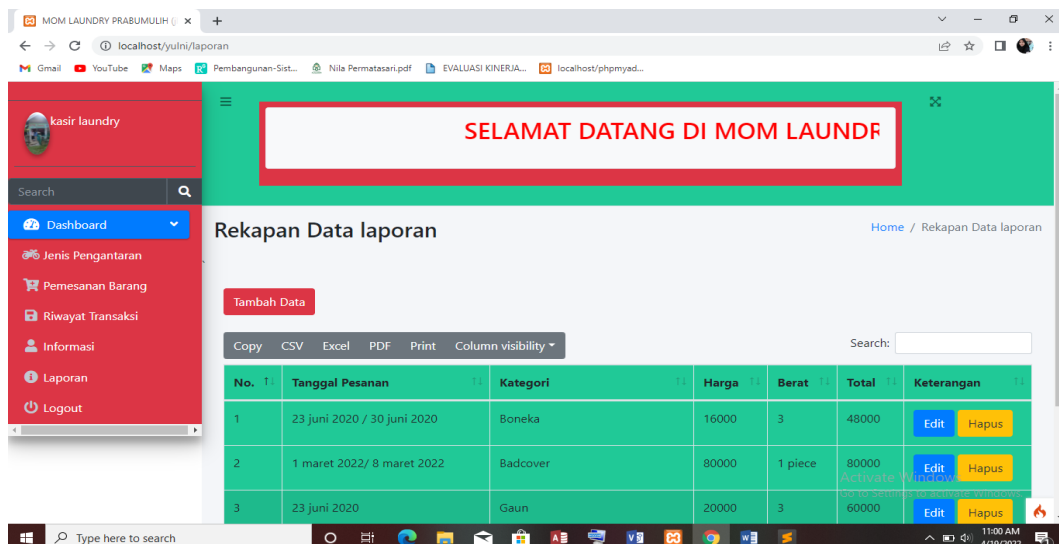 MOM LAUNDRY PRABUMULIH (
localhost/yulni/laporan
Gmail YouTube Maps Pembangunan-Sist... Nila Permatasari.pdf EVALUASI KINERJA... localhost/phpmyad...
kasir laundry
SELAMAT DATANG DI MOM LAUNDR
Search
Dashboard
Jenis Pengantaran
Pemesanan Barang
Riwayat Transaksi
Informasi
Laporan
Logout
Rekapan Data laporan
Home / Rekapan Data laporan
Tambah Data
Copy CSV Excel PDF Print Column visibility
Search:
No. Tanggal Pesanan Kategori Harga Berat Total Keterangan
1 23 juni 2020 / 30 juni 2020 Boneka 16000 3 48000 Edit Hapus
2 1 maret 2022/ 8 maret 2022 Badcover 80000 1 piece 80000 Edit Hapus
3 23 juni 2020 Gaun 20000 3 60000 Edit Hapus
Activate Windows
Go to Settings to activate Windows.
Type here to search
11:00 AM
4/19/2022